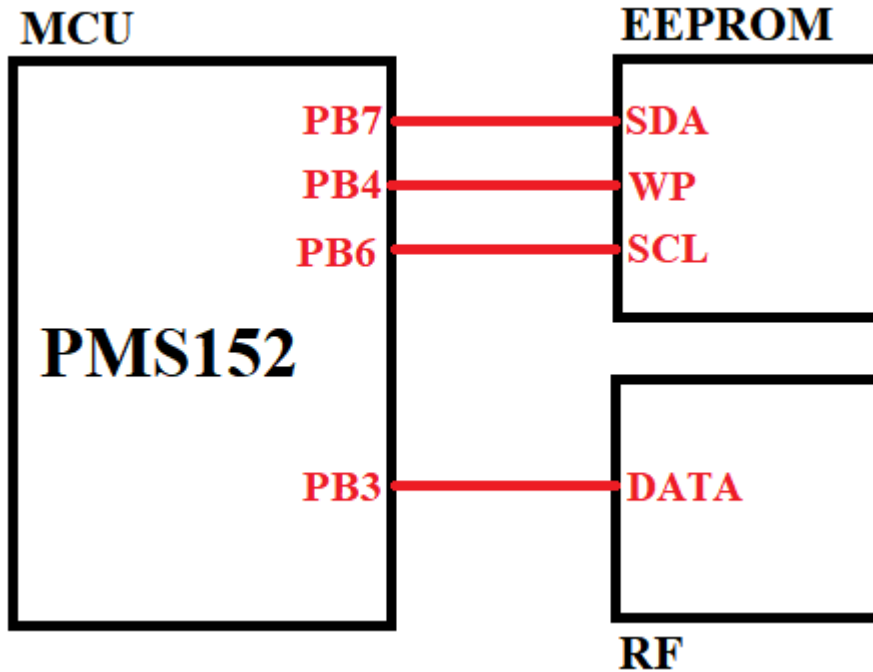 MCU
EEPROM
PB7 SDA
PB4 WP
PB6 SCL
PMS152
PB3 DATA
RF